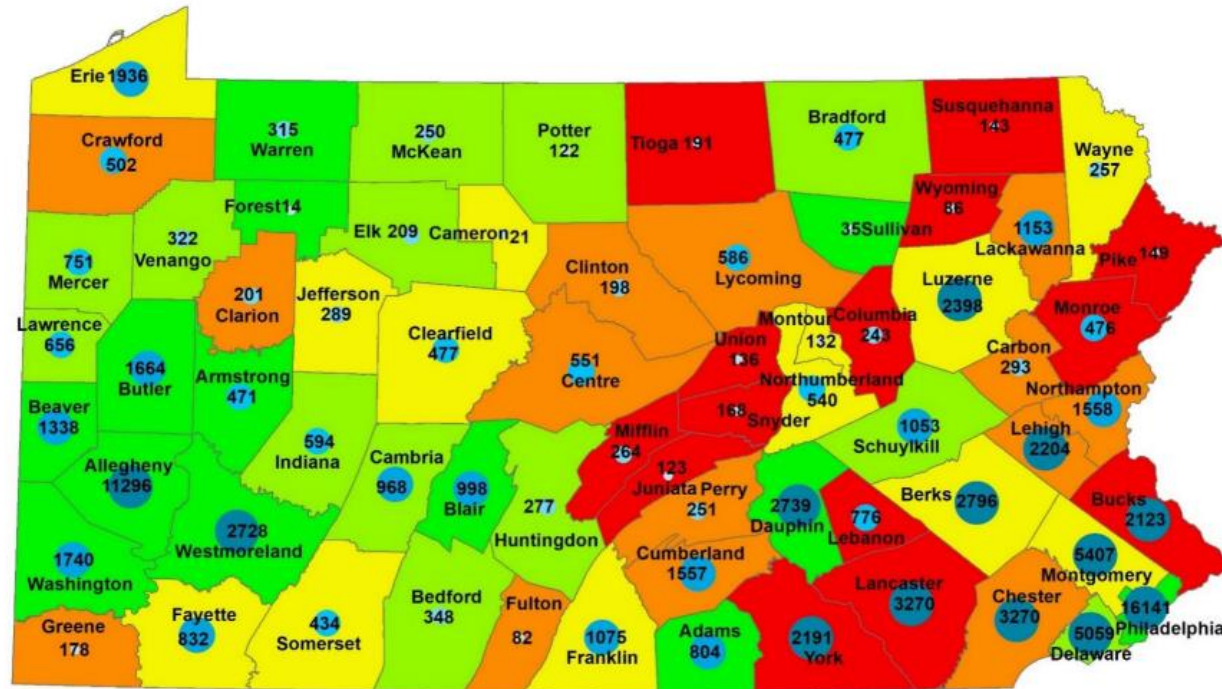 Erie 1936
Crawford
502
315
Warren
250
McKean
Potter
122
Tioga 191
Bradford
477
Susquehanna
143
Wayne
257
Wyoming
86
1153
Lackawanna
Pike 149
Forest 14
Elk 209
Cameron 21
35 Sullivan
751
Mercer
322
Venango
201
Clarion
Jefferson
289
Clearfield
477
Clinton
198
586
Lycoming
Luzerne
2398
Monroe
476
Lawrence
656
1664
Butler
Armstrong
471
551
Centre
Union
136
Montour
132
Columbia
243
Carbon
293
Northampton
1558
Beaver
1338
Northumberland
540
168 Snyder
Mifflin
264
1053
Schuylkill
Lehigh
2204
Allegheny
11296
594
Indiana
Cambria
968
998
Blair
277
Huntingdon
123
Juniata
Perry
251
2739
Dauphin
776
Lebanon
Berks 2796
Bucks
2123
1740
Washington
2728
Westmoreland
Cumberland
1557
Lancaster
3270
5407
Montgomery
Chester
3270
16141
Philadelphia
5059
Delaware
Greene
178
Fayette
832
434
Somerset
Bedford
348
Fulton
82
1075
Franklin
Adams
804
2191
York